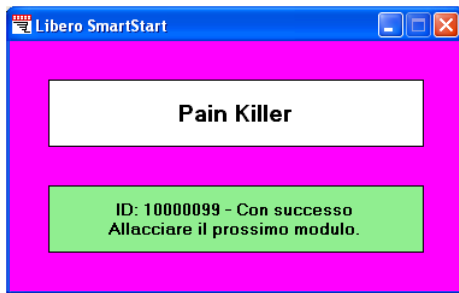 Libero SmartStart
Pain Killer
ID: 10000099 - Con successo
Allacciare il prossimo modulo.